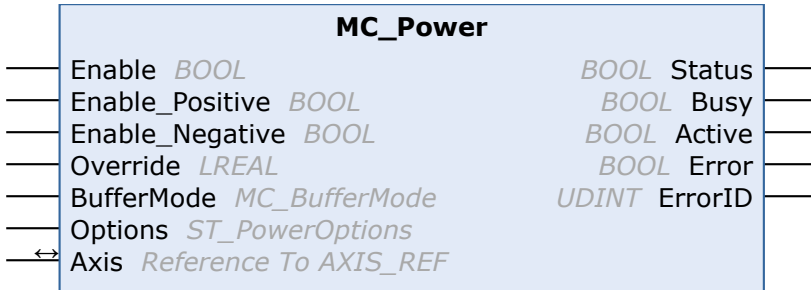 MC_Power
Enable BOOL BOOL Status
Enable_Positive BOOL BOOL Busy
Enable_Negative BOOL BOOL Active
Override LREAL BOOL Error
BufferMode MC_BufferMode UDINT ErrorID
Options ST_PowerOptions
↔ Axis Reference To AXIS_REF